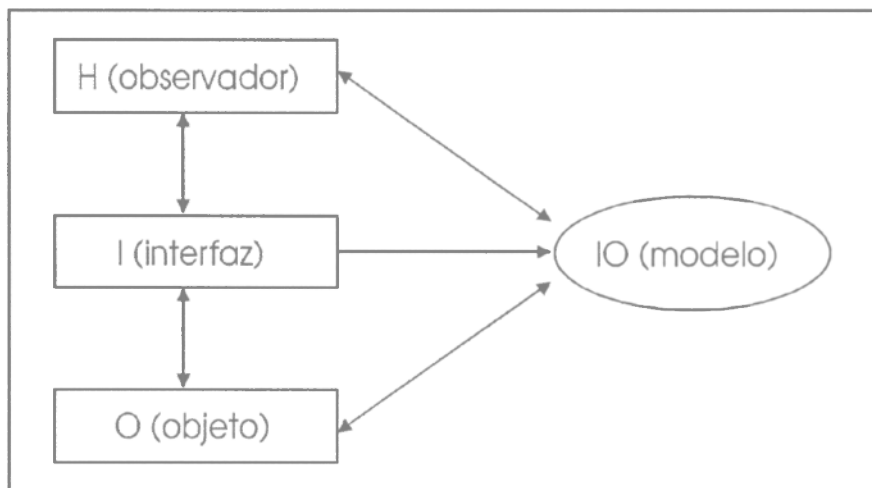 H (observador)
I (interfaz)
IO (modelo)
O (objeto)